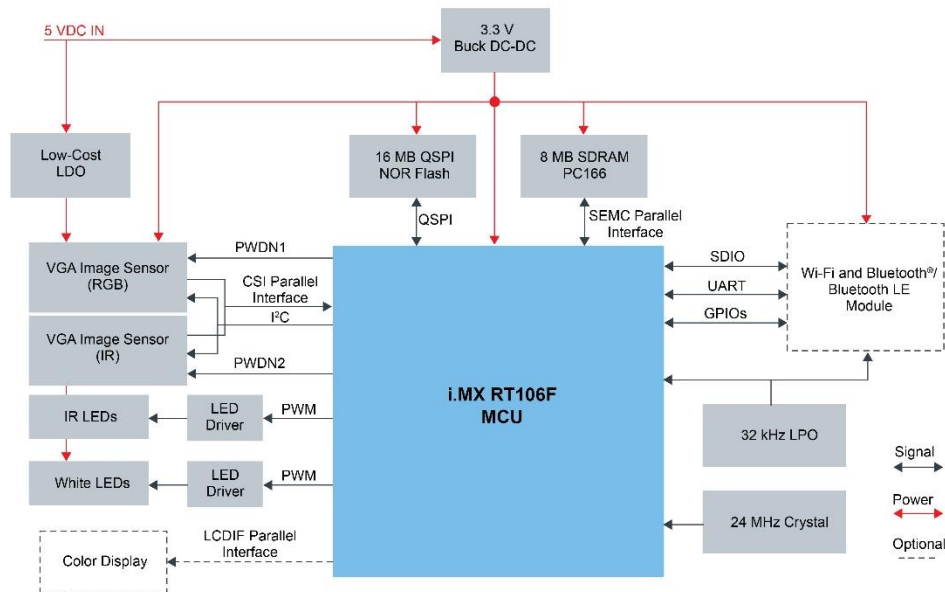 5 VDC IN
3.3 V
Buck DC-DC
Low-Cost
LDO
16 MB QSPI
NOR Flash
8 MB SDRAM
PC166
QSPI
SEMC Parallel
Interface
VGA Image Sensor
(RGB)
PWDN1
CSI Parallel
Interface
I²C
VGA Image Sensor
(IR)
PWDN2
SDIO
UART
GPIOs
Wi-Fi and Bluetooth®/
Bluetooth LE
Module
i.MX RT106F
MCU
IR LEDs
LED
Driver
PWM
White LEDs
LED
Driver
PWM
32 kHz LPO
24 MHz Crystal
LCDIF Parallel
Interface
Color Display
Signal
Power
Optional